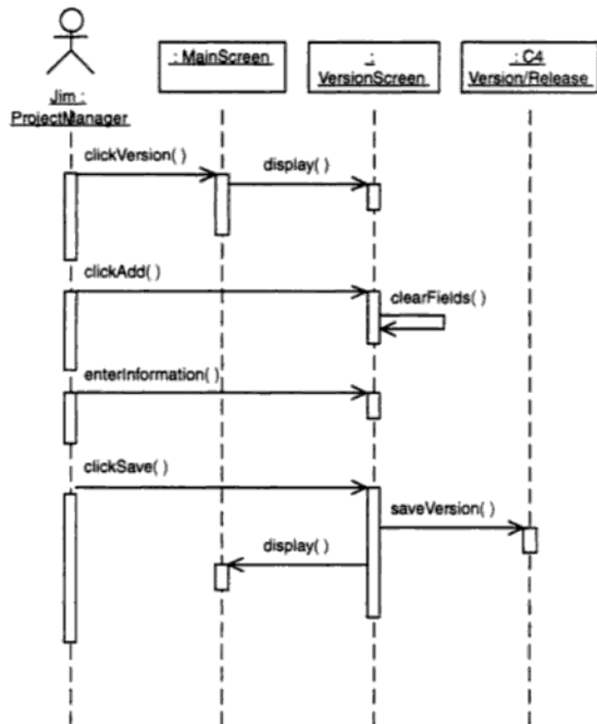 : MainScreen
:
VersionScreen
: C4
Version/Release
Jim :
ProjectManager
clickVersion( )
display( )
clickAdd( )
clearFields( )
enterInformation( )
clickSave( )
saveVersion( )
display( )